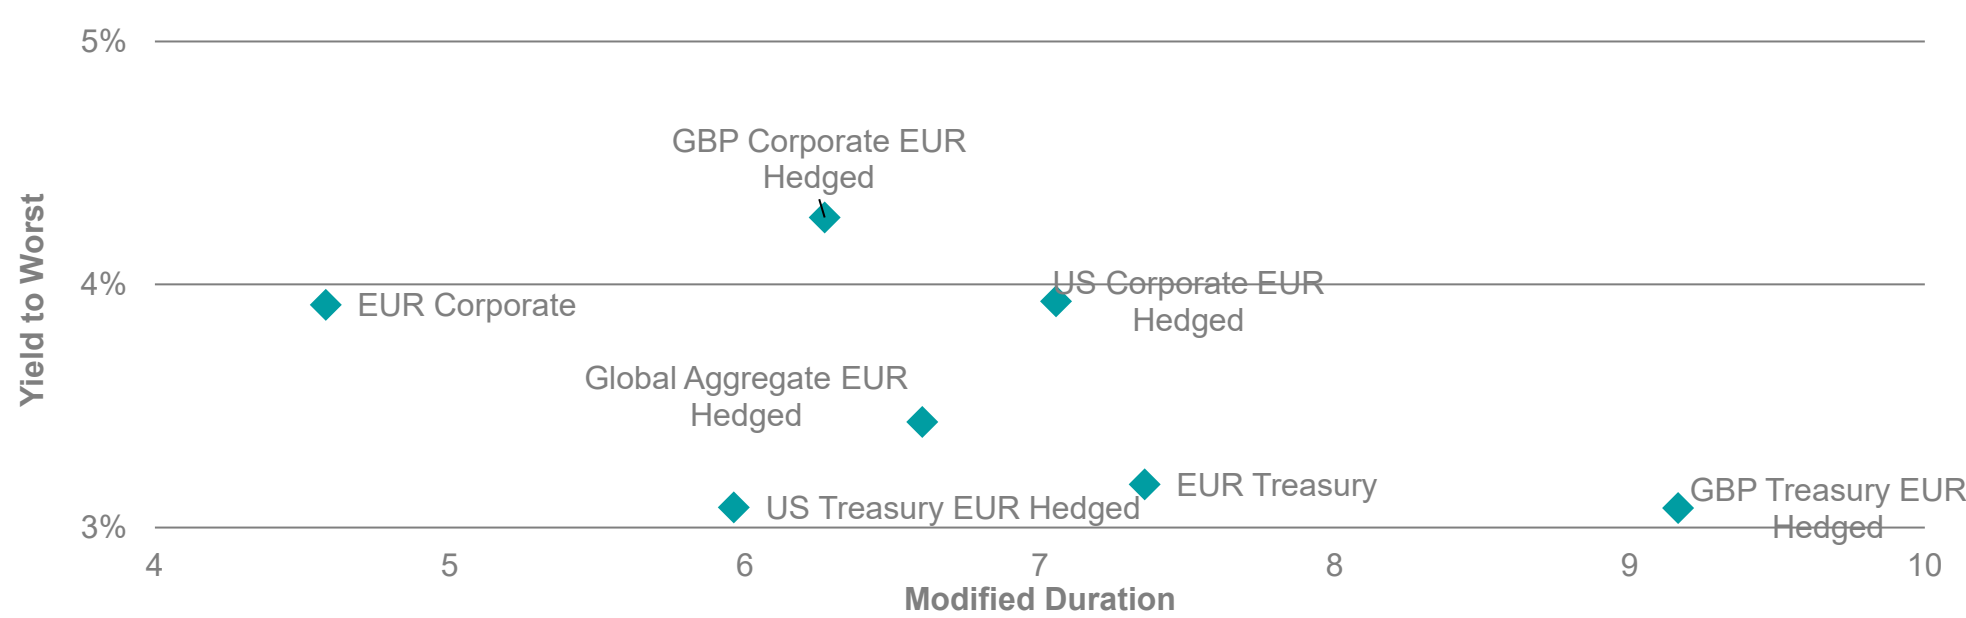 5%
GBP Corporate EUR
Hedged
Yield to Worst
4%
US Corporate EUR
Hedged
EUR Corporate
Global Aggregate EUR
Hedged
EUR Treasury
GBP Treasury EUR
Hedged
US Treasury EUR Hedged
3%
4 5 6 7 8 9 10
Modified Duration